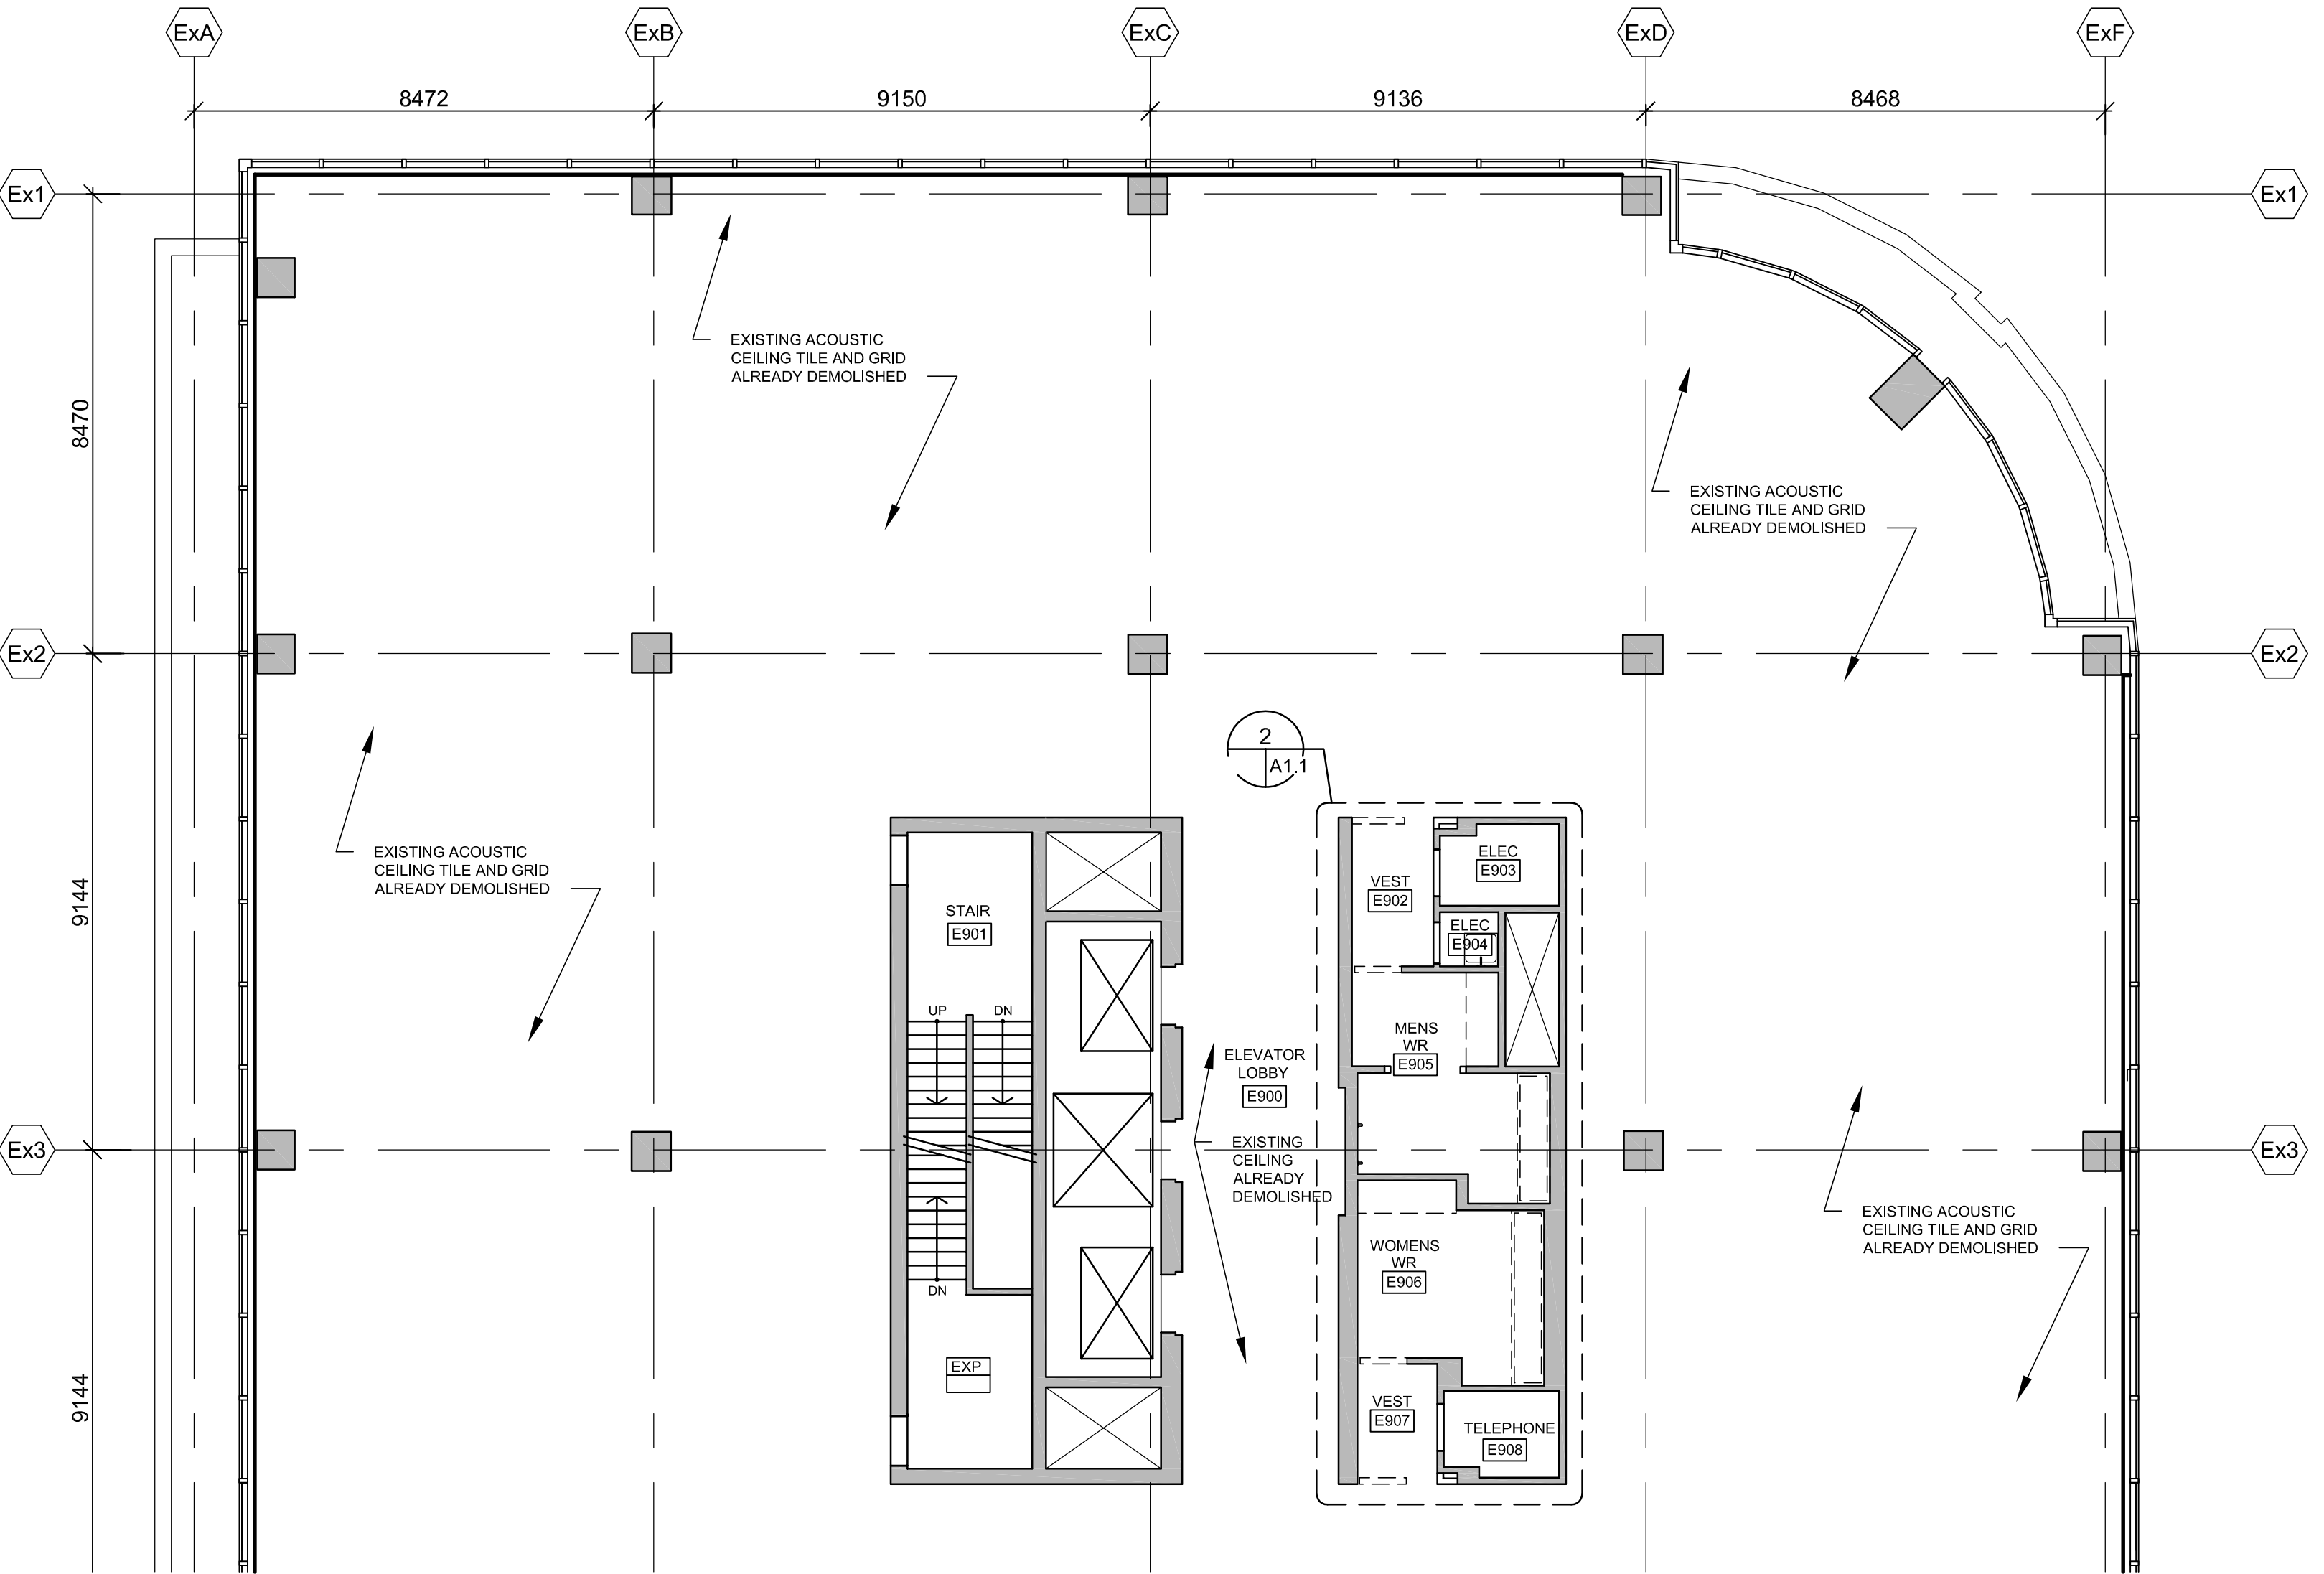 ExA
ExB
ExC
ExD
ExF
8472
9150
9136
8468
Ex1
Ex1
EXISTING ACOUSTIC
CEILING TILE AND GRID
ALREADY DEMOLISHED
8470
EXISTING ACOUSTIC
CEILING TILE AND GRID
ALREADY DEMOLISHED
Ex2
Ex2
2
A1.1
EXISTING ACOUSTIC
CEILING TILE AND GRID
ALREADY DEMOLISHED
9144
STAIR
E901
VEST
E902
ELEC
E903
ELEC
E904
UP
DN
MENS
WR
E905
ELEVATOR
LOBBY
E900
Ex3
Ex3
EXISTING
CEILING
ALREADY
DEMOLISHED
EXISTING ACOUSTIC
CEILING TILE AND GRID
ALREADY DEMOLISHED
WOMENS
WR
E906
DN
EXP
9144
VEST
E907
TELEPHONE
E908